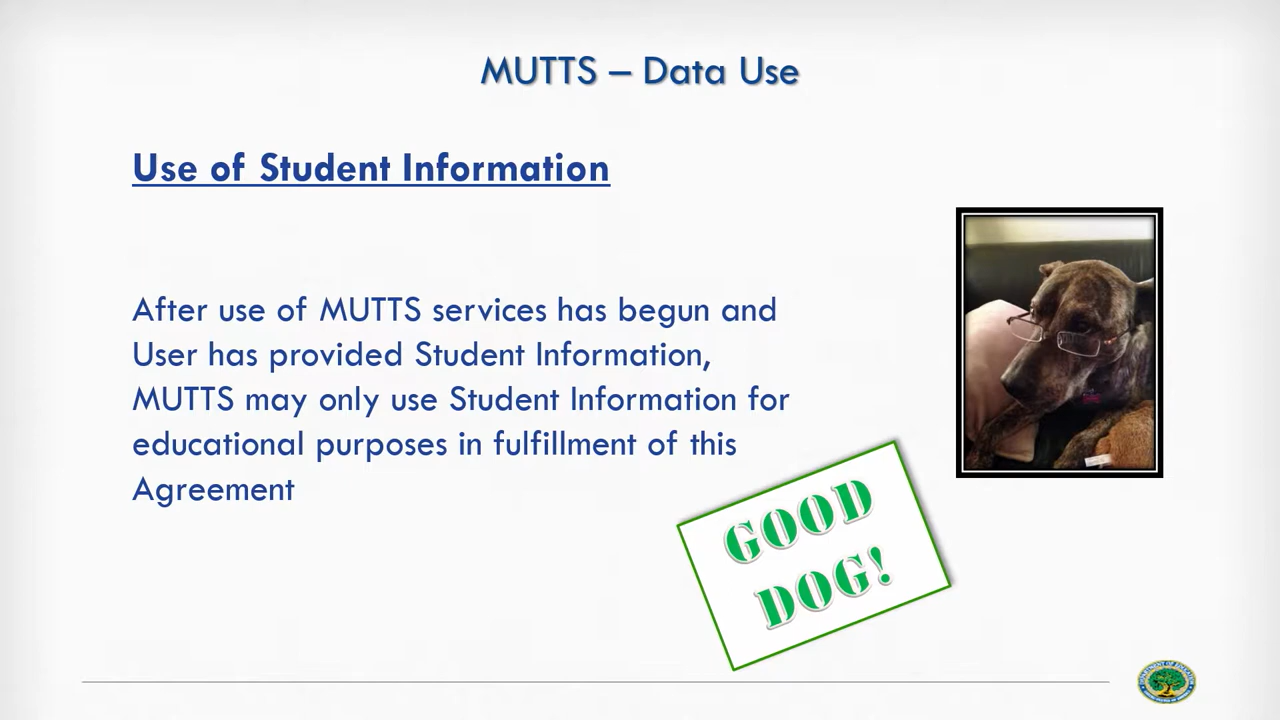 MUTTS – Data Use
Use of Student Information
After use of MUTTS services has begun and
User has provided Student Information,
MUTTS may only use Student Information for
educational purposes in fulfillment of this
Agreement
GOOD
DOG!